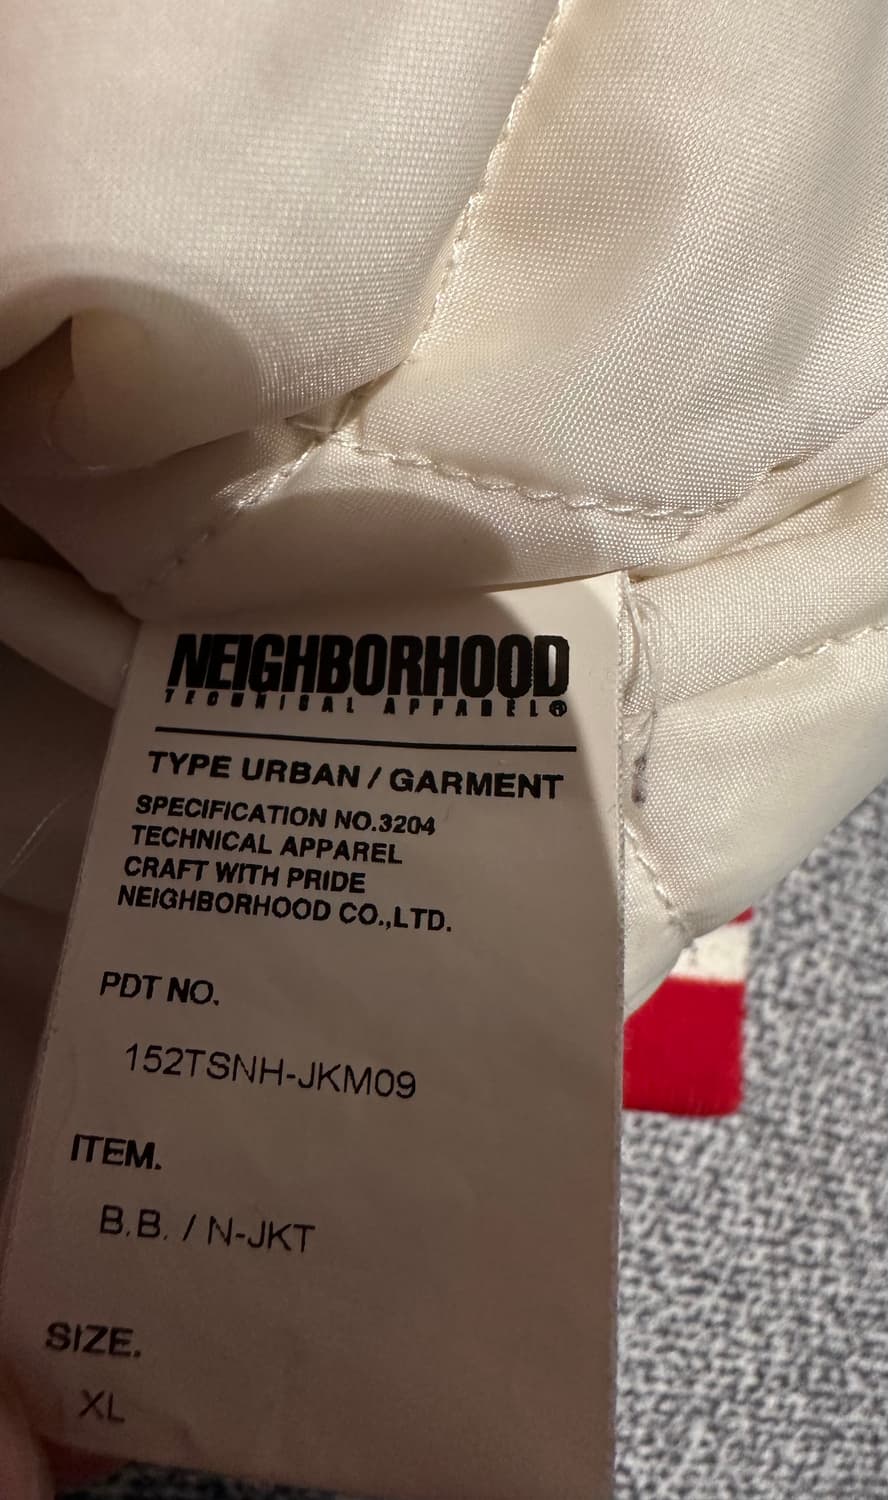 NEIGHBORHOOD
TECHNICAL APPAREL®
TYPE URBAN / GARMENT
SPECIFICATION NO.3204
TECHNICAL APPAREL
CRAFT WITH PRIDE
NEIGHBORHOOD CO.,LTD.
PDT NO.
152TSNH-JKM09
ITEM.
B.B. / N-JKT
SIZE.
XL